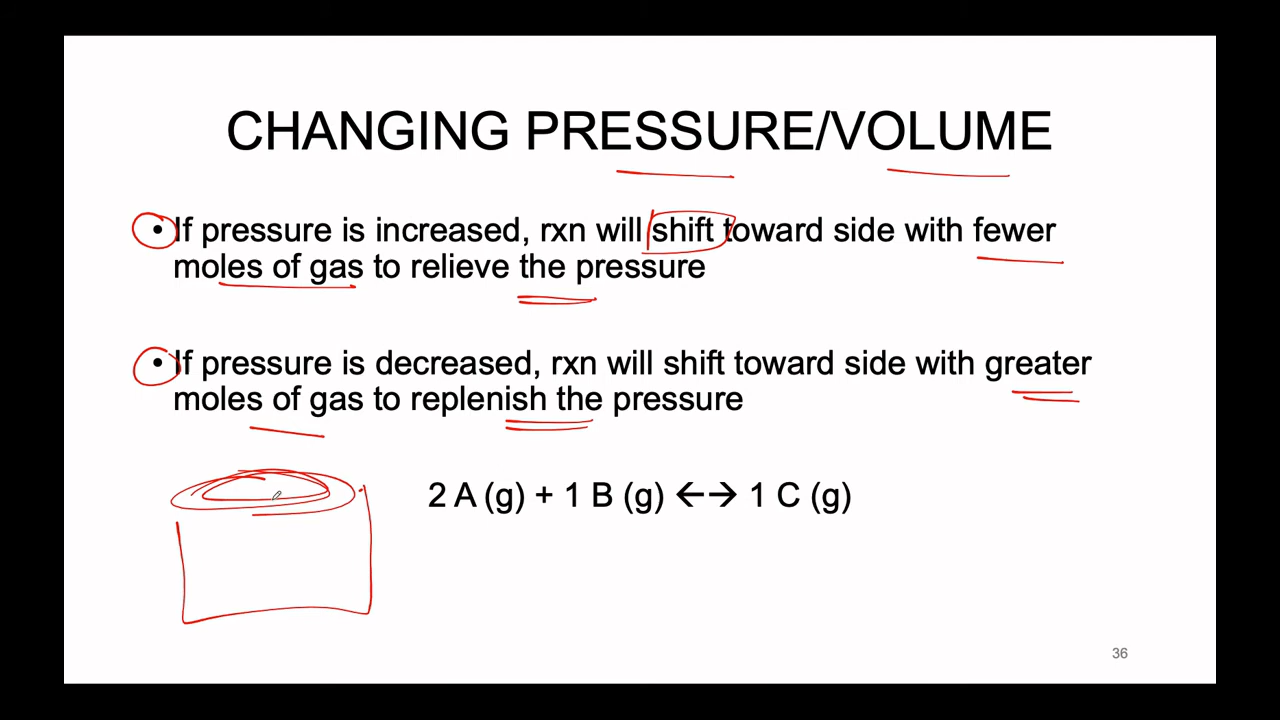 CHANGING PRESSURE/VOLUME
• If pressure is increased, rxn will shift toward side with fewer
moles of gas to relieve the pressure
• If pressure is decreased, rxn will shift toward side with greater
moles of gas to replenish the pressure
2 A (g) + 1 B (g) ←→ 1 C (g)
36